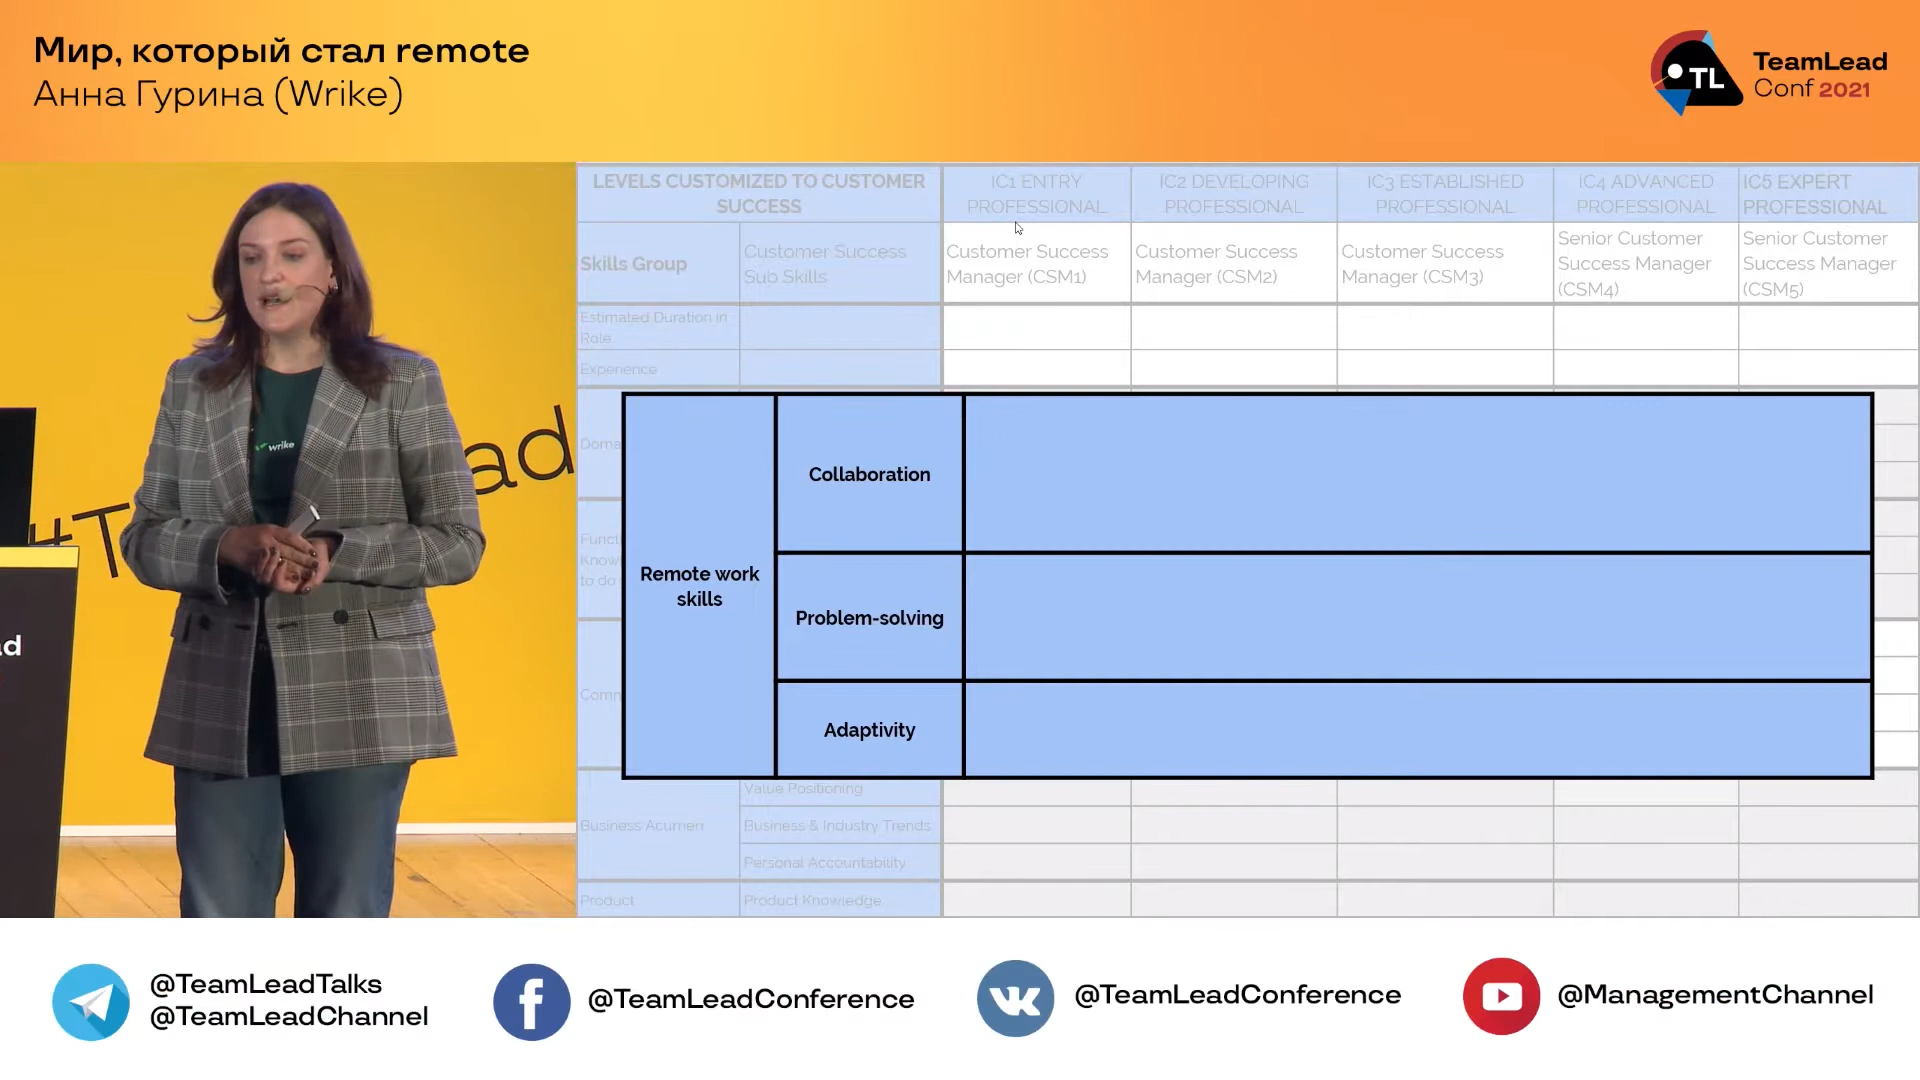 Мир, который стал remote
Анна Гурина (Wrike)
TL
TeamLead
Conf 2021
wrike
ad
#T
ad
LEVELS CUSTOMIZED TO CUSTOMER
SUCCESS
IC1 ENTRY
PROFESSIONAL
IC2 DEVELOPING
PROFESSIONAL
IC3 ESTABLISHED
PROFESSIONAL
IC4 ADVANCED
PROFESSIONAL
IC5 EXPERT
PROFESSIONAL
Skills Group
Customer Success
Sub Skills
Customer Success
Manager (CSM1)
Customer Success
Manager (CSM2)
Customer Success
Manager (CSM3)
Senior Customer
Success Manager
(CSM4)
Senior Customer
Success Manager
(CSM5)
Estimated Duration in
Role
Experience
Remote work
skills
Collaboration
Problem-solving
Adaptivity
Value Positioning
Business Acumen
Business & Industry Trends
Personal Accountability
Product
Product Knowledge
@TeamLeadTalks
@TeamLeadChannel
@TeamLeadConference
@TeamLeadConference
@ManagementChannel